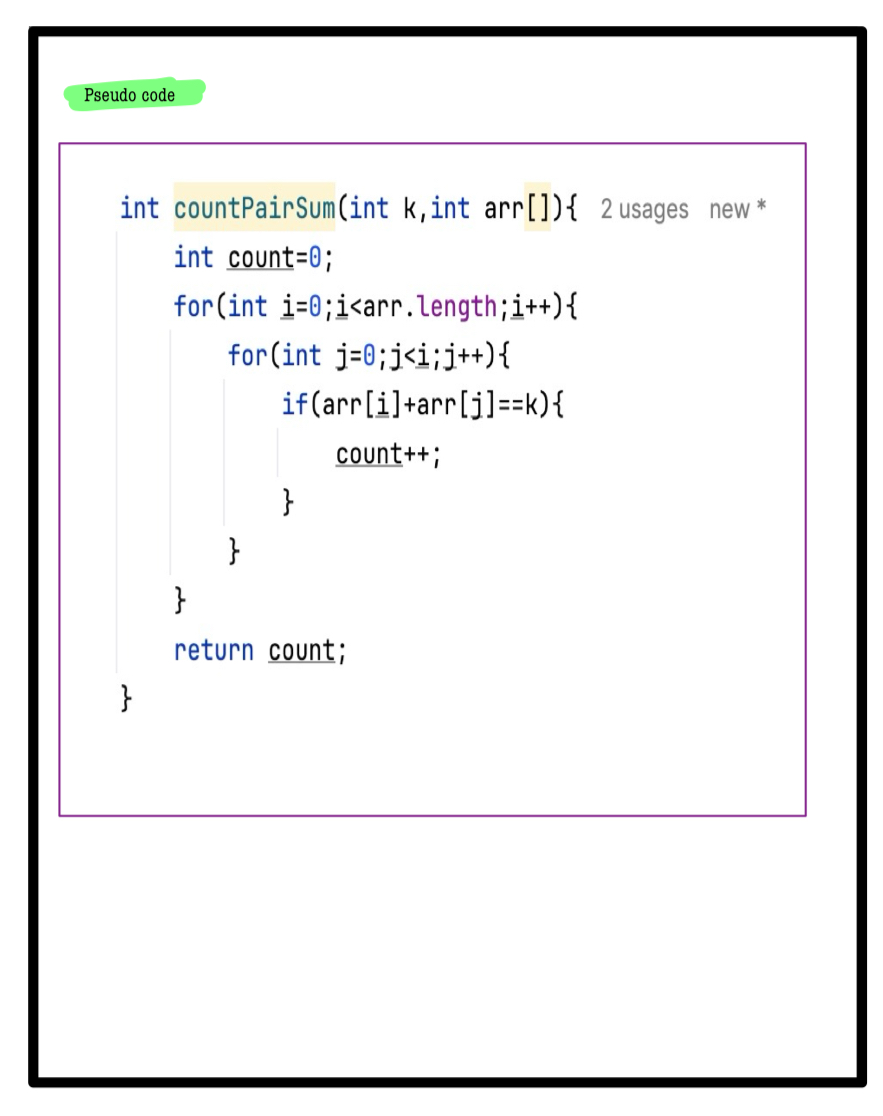 Pseudo code
int countPairSum(int k,int arr[]){ 2 usages new *
int count=0;
for(int i=0;i<arr.length;i++){
for(int j=0;j<i;j++){
if(arr[i]+arr[j]==k){
count++;
}
}
}
return count;
}